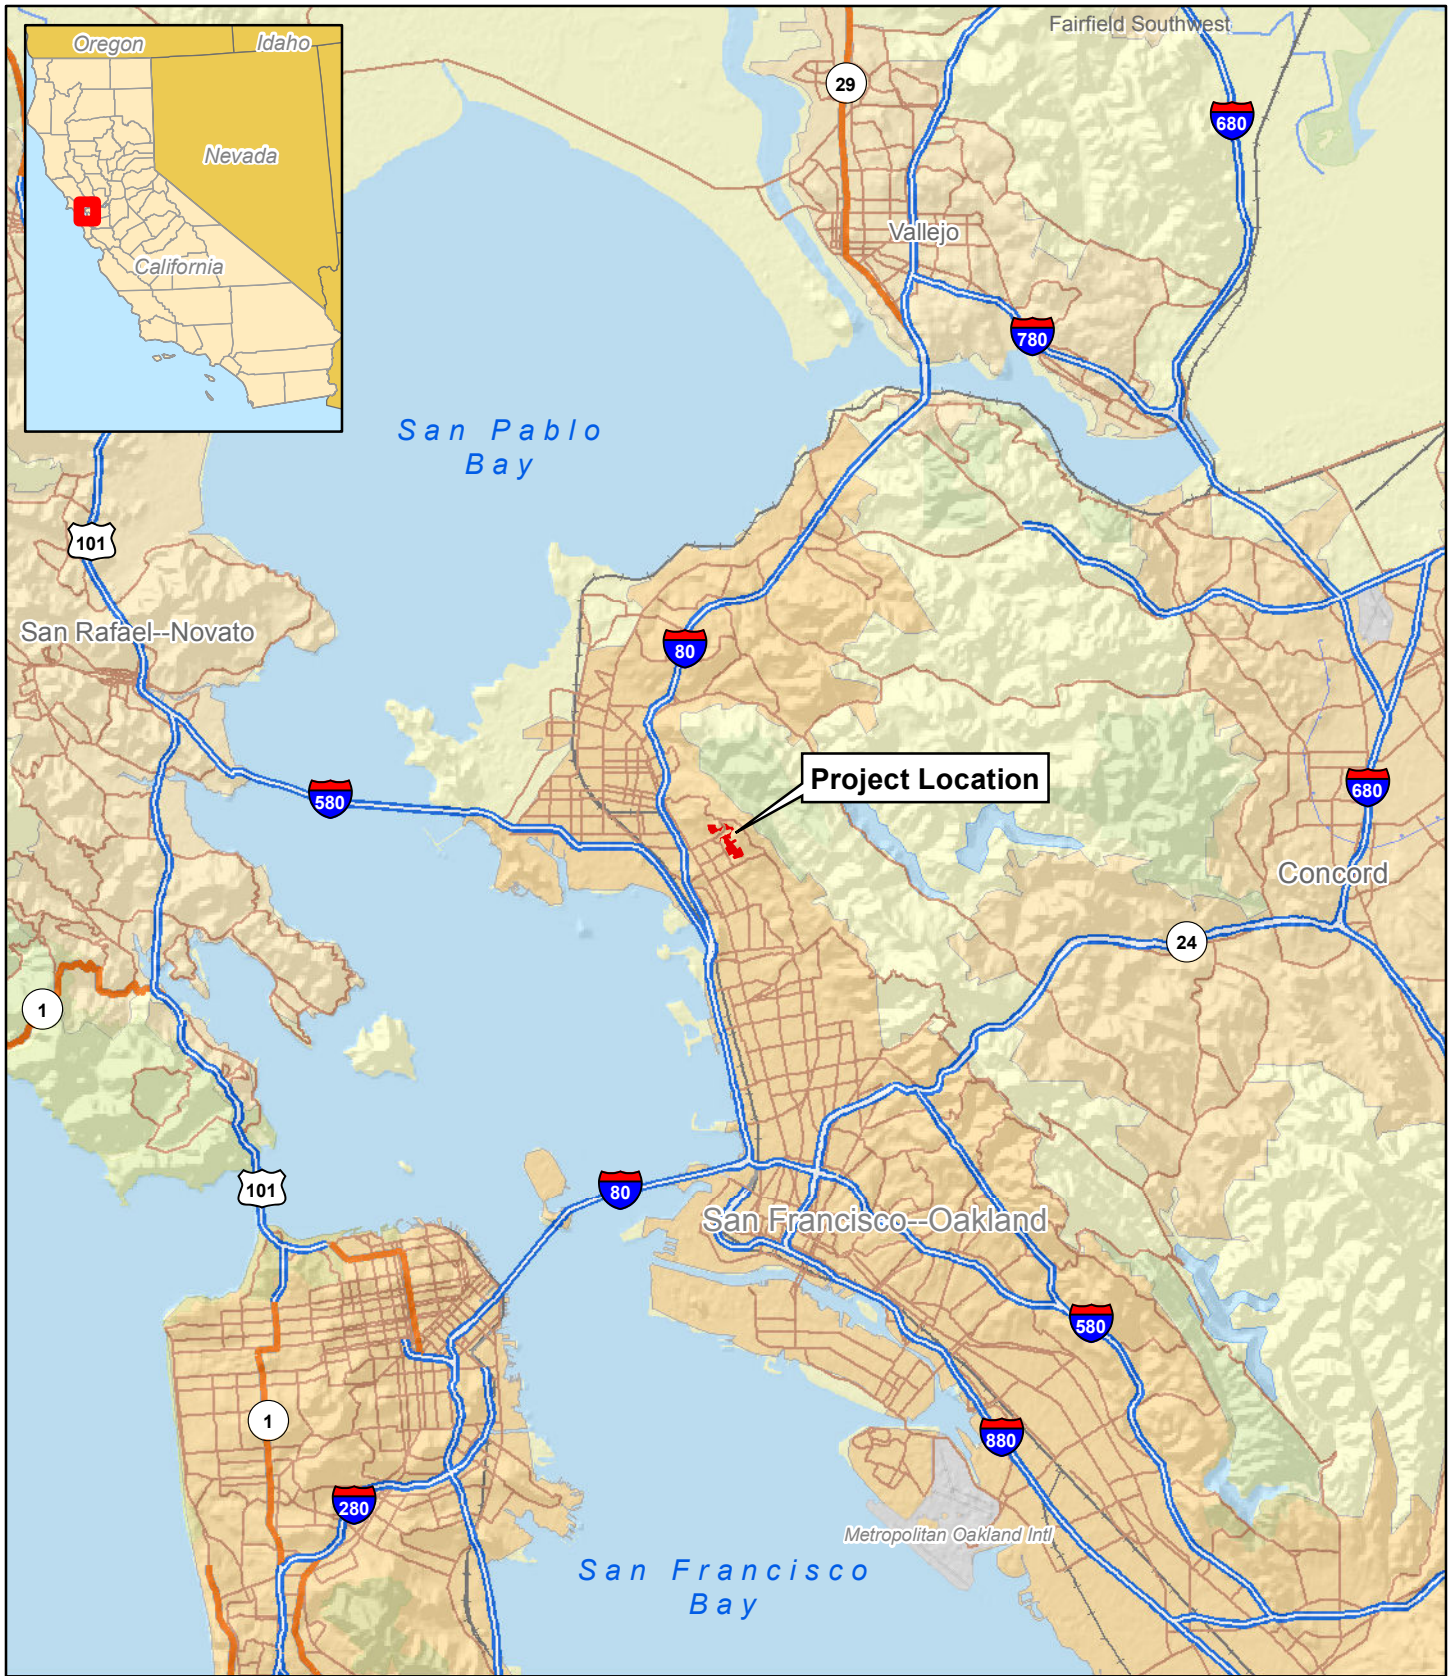 Oregon
Idaho
Nevada
California
Fairfield Southwest
29
680
Vallejo
780
San Pablo
Bay
101
San Rafael--Novato
80
Project Location
580
680
Concord
24
1
101
80
San Francisco--Oakland
580
1
880
280
Metropolitan Oakland Intl
San Francisco
Bay